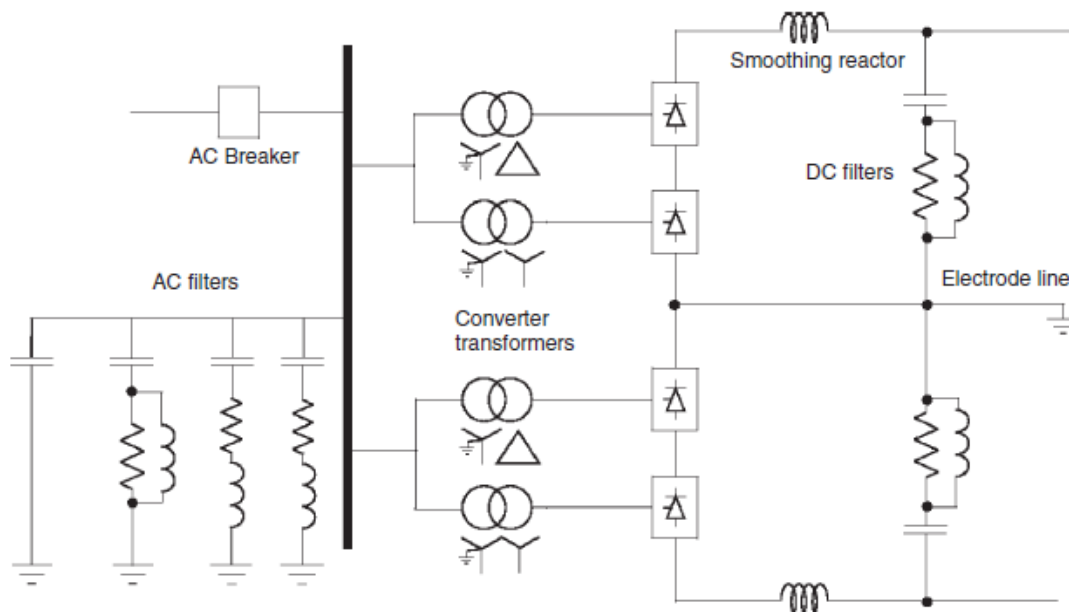 Smoothing reactor
AC Breaker
DC filters
AC filters
Electrode line
Converter
transformers